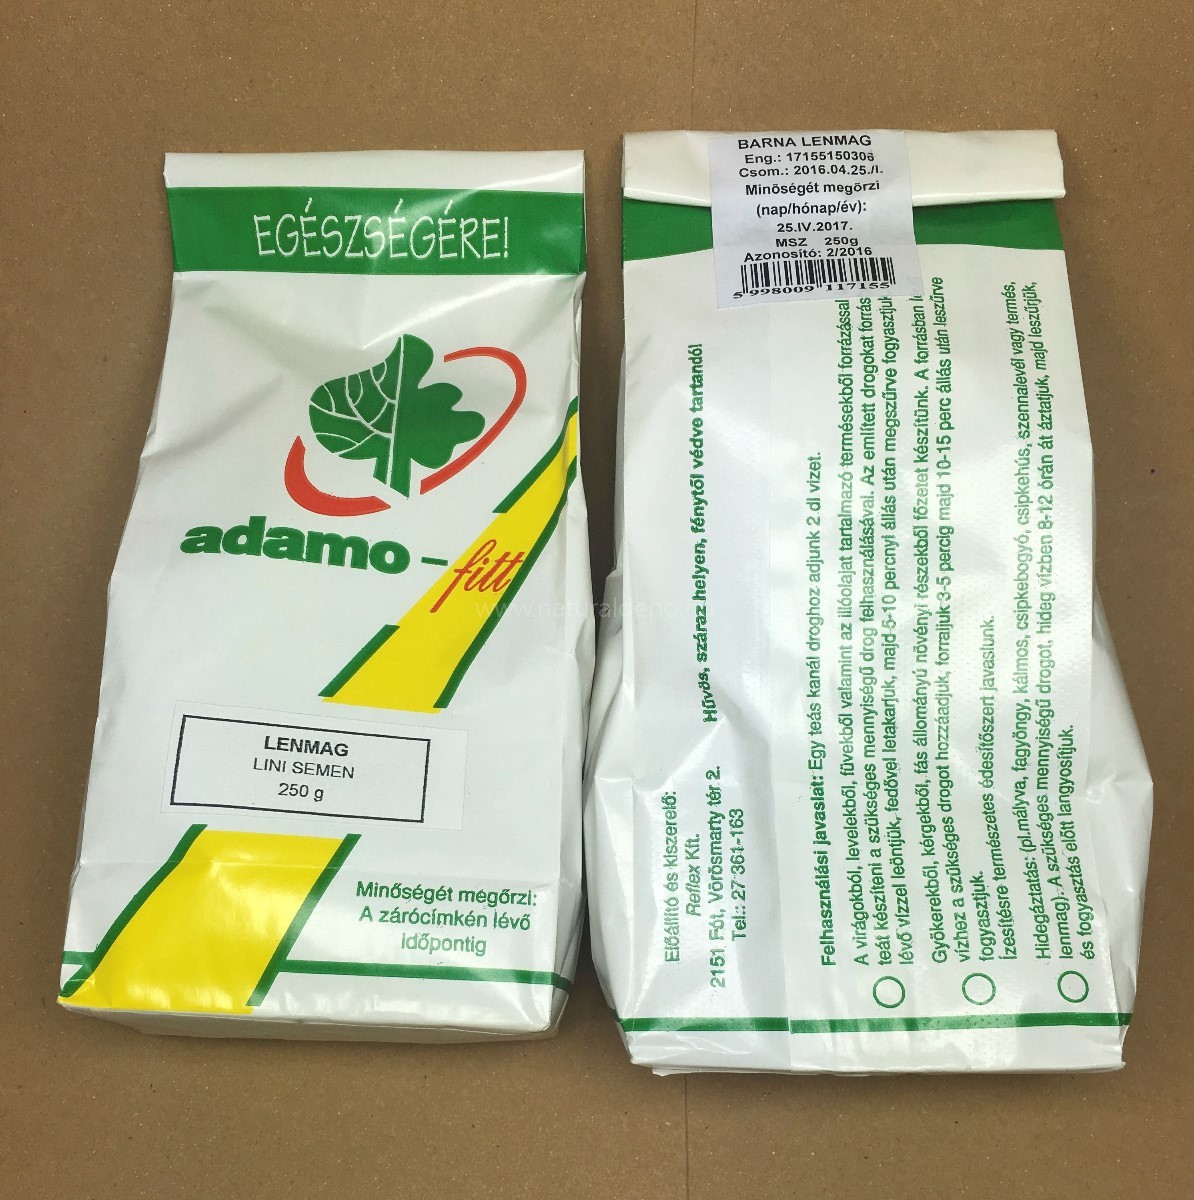 EGÉSZSÉGÉRE!
adamo - fitt
LENMAG
LINI SEMEN
250 g
Minőségét megőrzi:
A zárócímkén lévő
időpontig
BARNA LENMAG
Eng.: 17155150306
Csom.: 2016.04.25./I.
Minőségét megőrzi
(nap/hónap/év):
25.IV.2017.
MSZ 250g
Azonosító: 2/2016
5 998009 117155
Előállító és kiszerelő:
Reflex Kft.
2151 Fót, Vörösmarty tér 2.
Tel.: 27 361-163
Hűvös, száraz helyen, fénytől védve tartandó!
Felhasználási javaslat: Egy teás kanál droghoz adjunk 2 dl vizet.
A virágokból, levelekből, füvekből valamint az illóolajat tartalmazó termésekből forrázással
teát készíteni a szükséges mennyiségű drog felhasználásával. Az említett drogokat forrás
lévő vízzel leöntjük, fedővel letakarjuk, majd 5-10 percnyi állás után megszűrve fogyasztjuk
Gyökerekből, kérgekből, fás állományú növényi részekből főzetet készítünk. A forrásban
vízhez a szükséges drogot hozzáadjuk, forraljuk 3-5 percig majd 10-15 perc állás után leszűrve
fogyasztjuk.
Ízesítésre természetes édesítőszert javaslunk.
Hidegáztatás: (pl.mályva, fagyöngy, kálmos, csipkebogyó, csipkehús, szennalevél vagy termés,
lenmag). A szükséges mennyiségű drogot, hideg vízben 8-12 órán át áztatjuk, majd leszűrjük,
és fogyasztás előtt langyosítjuk.